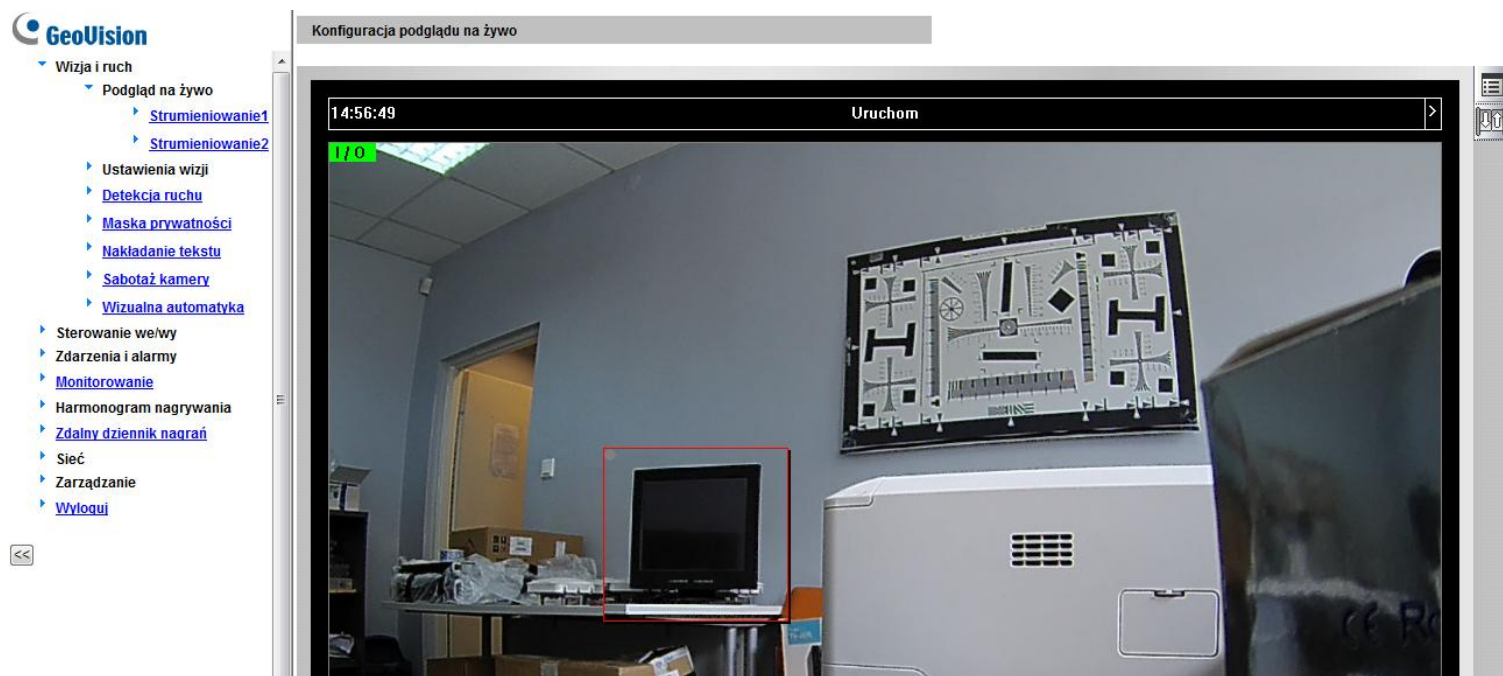 GeoVision
Konfiguracja podglądu na żywo
Wizja i ruch
Podgląd na żywo
Strumieniowanie1
Strumieniowanie2
Ustawienia wizji
Detekcja ruchu
Maska prywatności
Nakładanie tekstu
Sabotaż kamery
Wizualna automatyka
Sterowanie we/wy
Zdarzenia i alarmy
Monitorowanie
Harmonogram nagrywania
Zdalny dziennik nagrań
Sieć
Zarządzanie
Wyloguj
<<
14:56:49 Uruchom >
I / O
CE Ro